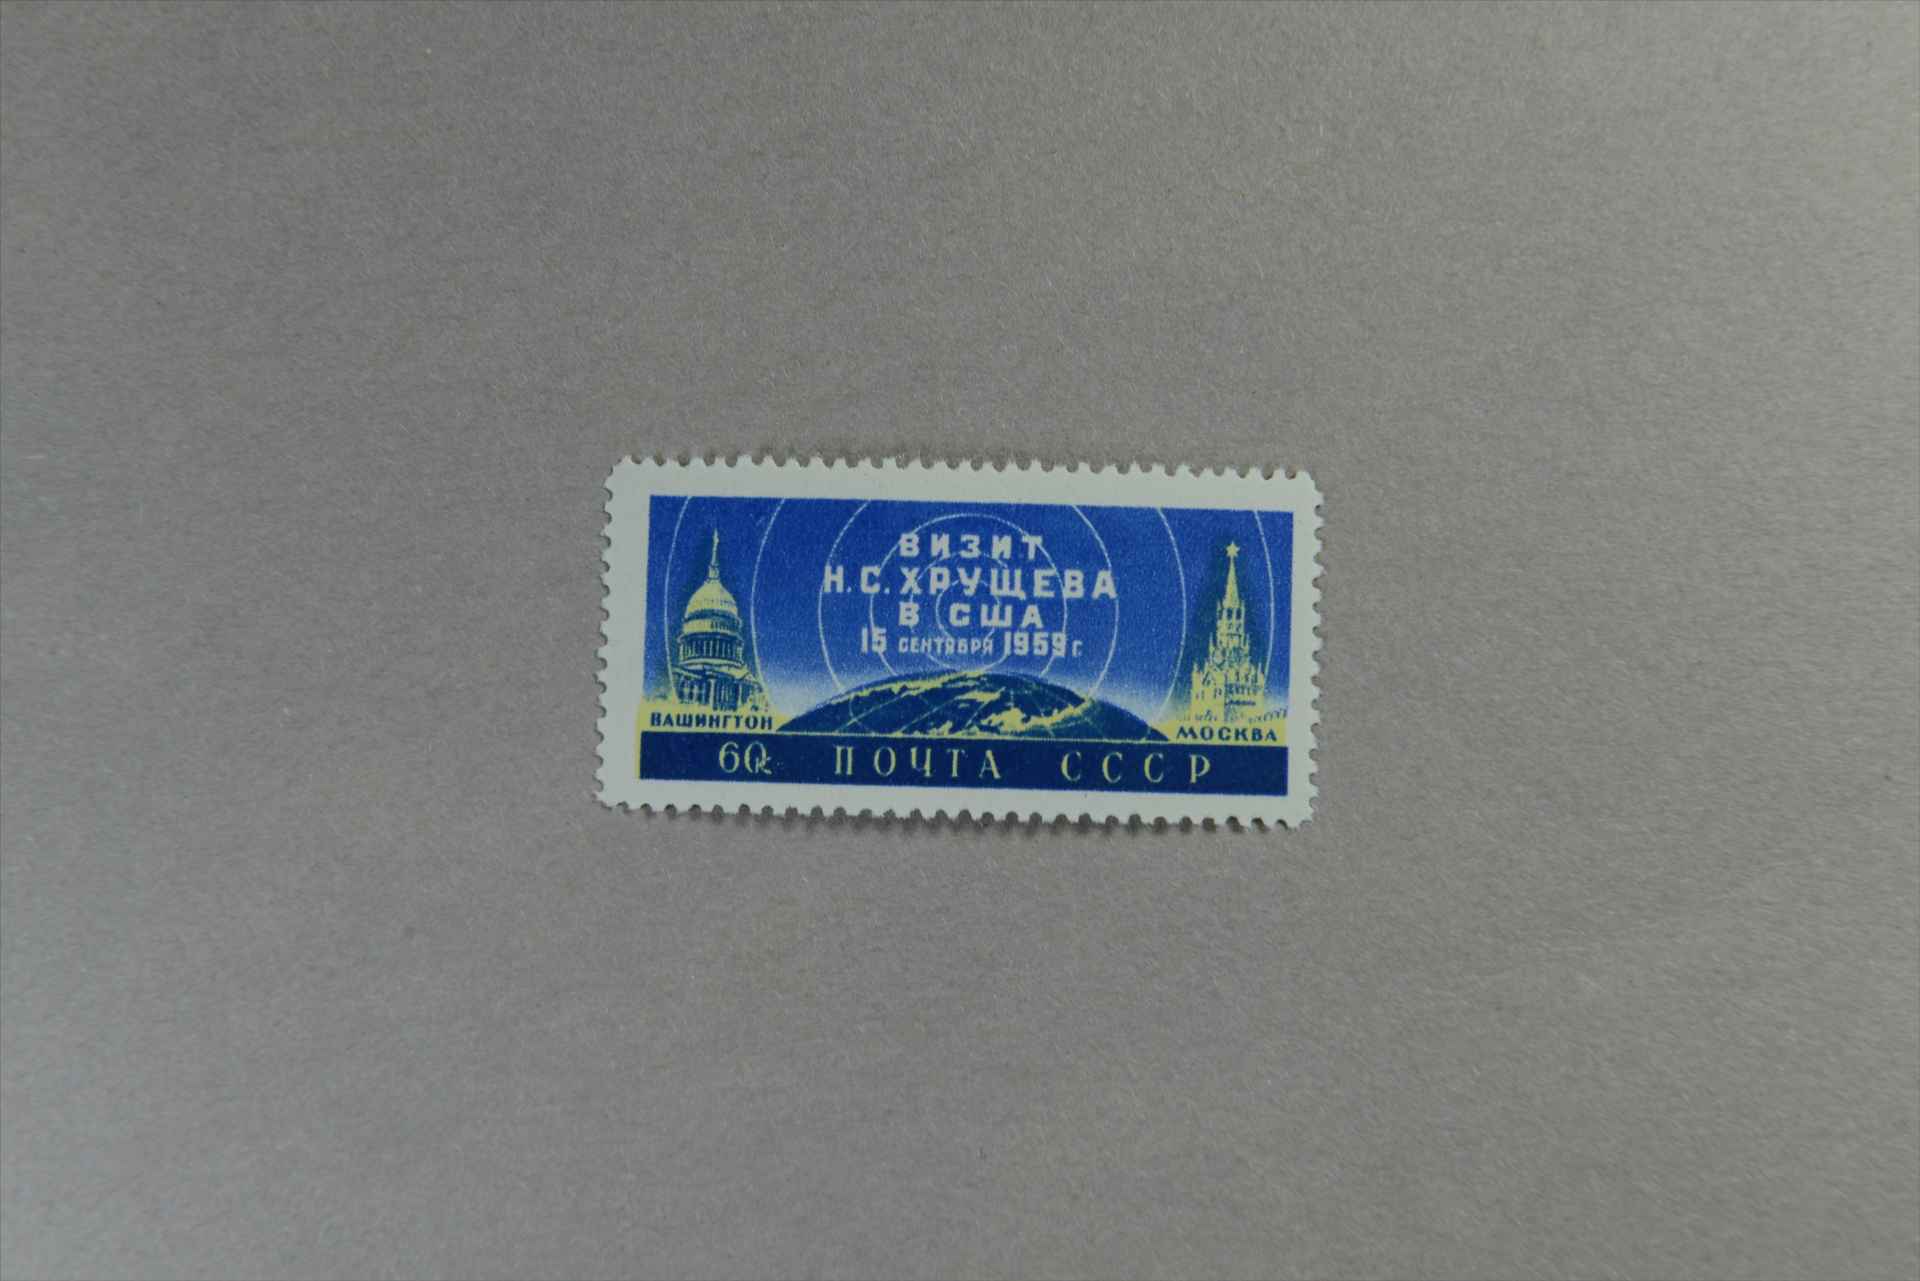 ВИЗИТ
Н.С.ХРУЩЕВА
В США
15 СЕНТЯБРЯ 1959 Г.
ВАШИНГТОН
МОСКВА
60к ПОЧТА СССР